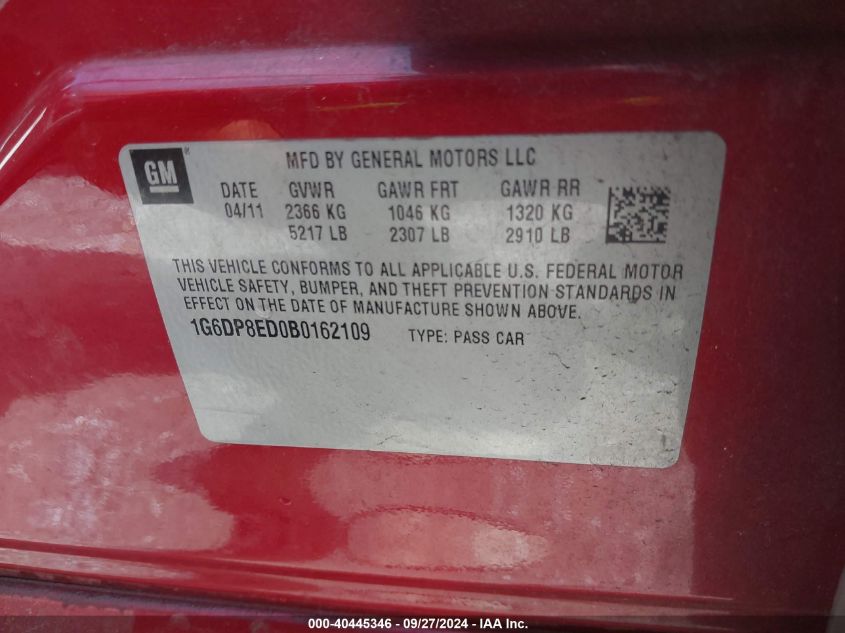 GM
MFD BY GENERAL MOTORS LLC
DATE GVWR GAWR FRT GAWR RR
04/11 2366 KG 1046 KG 1320 KG
5217 LB 2307 LB 2910 LB
THIS VEHICLE CONFORMS TO ALL APPLICABLE U.S. FEDERAL MOTOR
VEHICLE SAFETY, BUMPER, AND THEFT PREVENTION STANDARDS IN
EFFECT ON THE DATE OF MANUFACTURE SHOWN ABOVE.
1G6DP8ED0B0162109 TYPE: PASS CAR
000-40445346 - 09/27/2024 - IAA Inc.